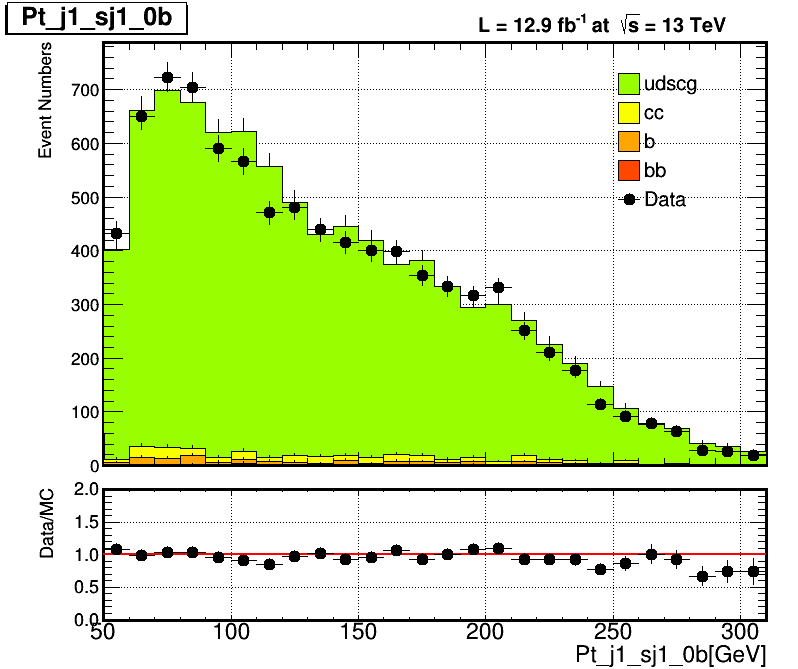 Pt_j1_sj1_0b
L = 12.9 fb-1 at √s = 13 TeV
Event Numbers
700
600
500
400
300
200
100
0
udscg
cc
b
bb
Data
Data/MC
2.0
1.5
1.0
0.5
0.0
50 100 150 200 250 300
Pt_j1_sj1_0b[GeV]